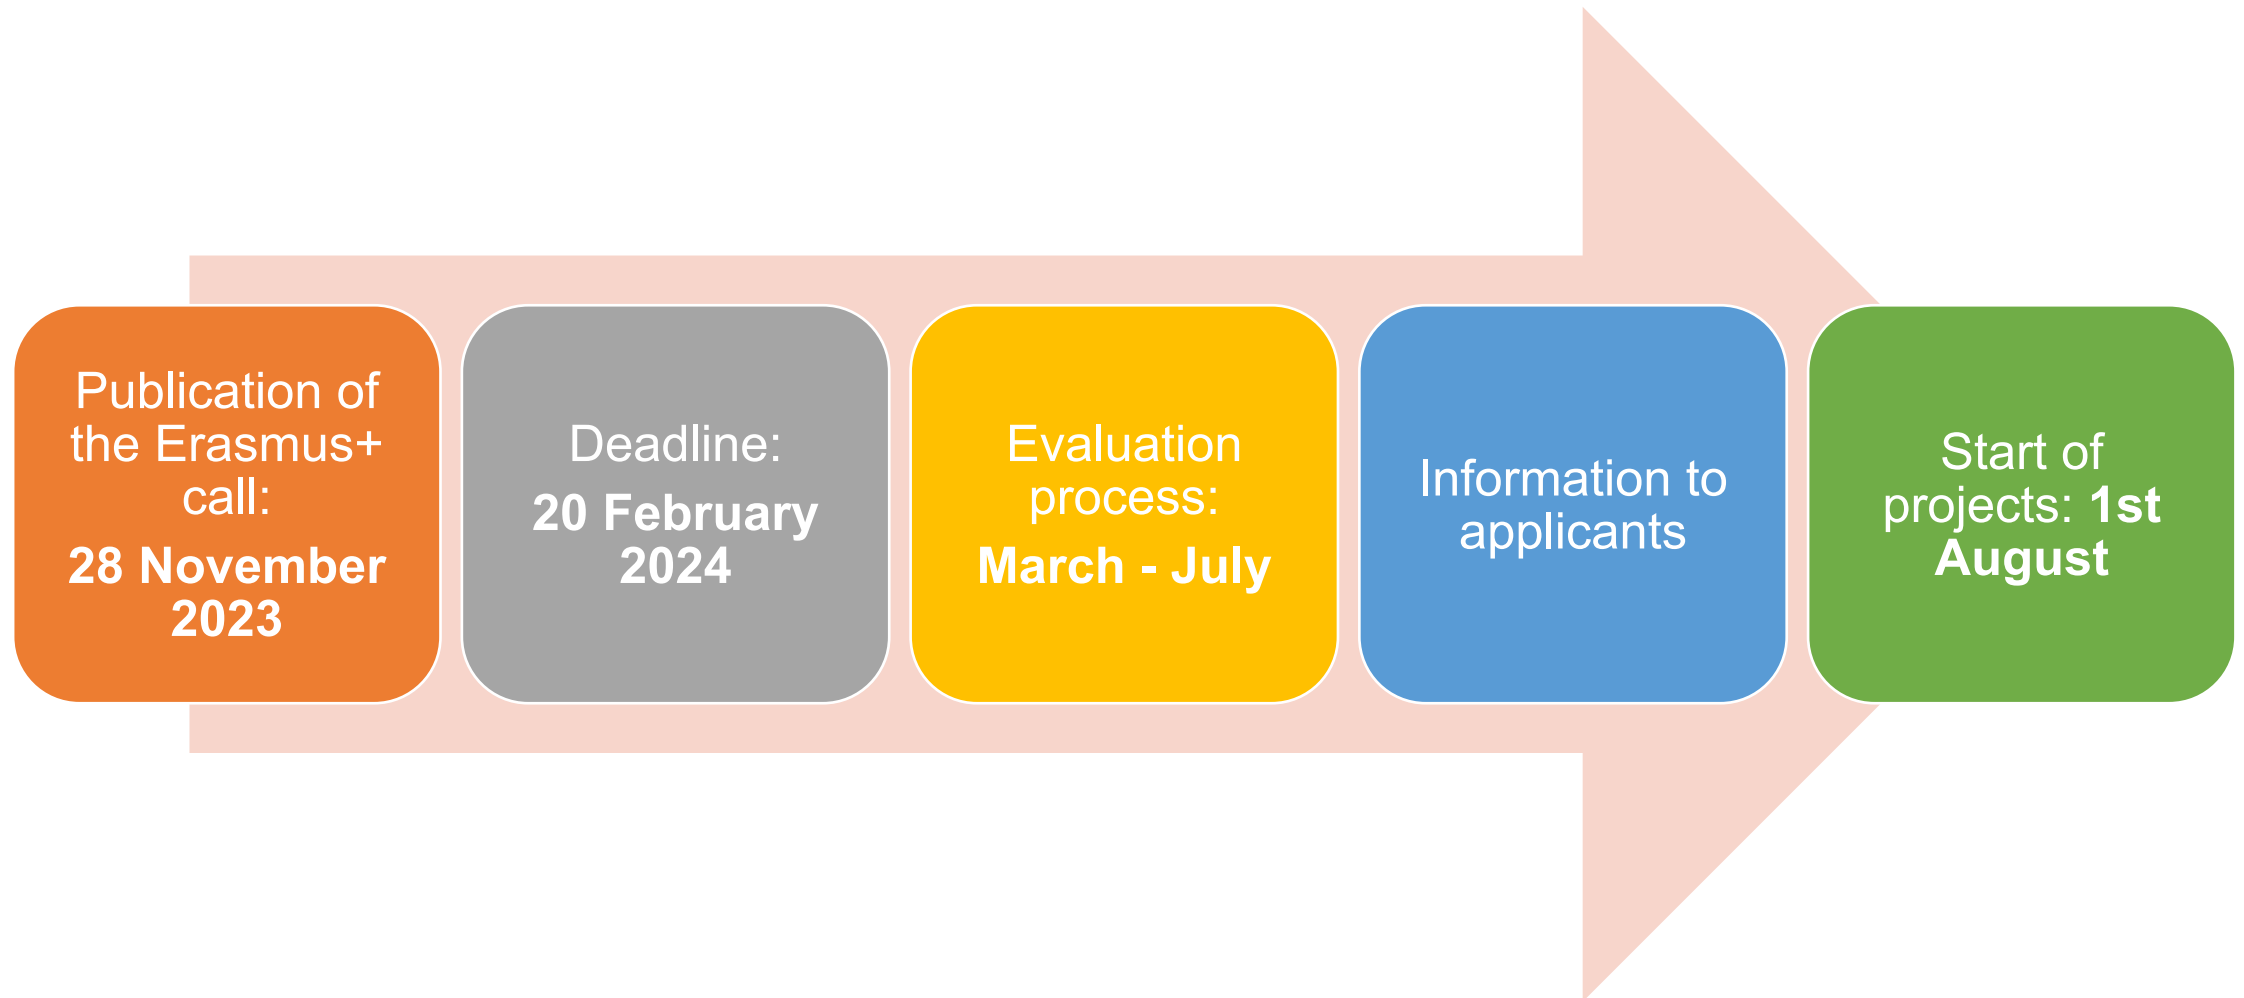 Publication of
the Erasmus+
call:
28 November
2023
Deadline:
20 February
2024
Evaluation
process:
March - July
Information to
applicants
Start of
projects: 1st
August